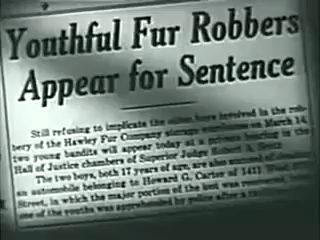 Youthful Fur Robbers
Appear for Sentence
Still refusing to implicate the others involved in the rob-
bery of the Hawley Fur Company storage warehouse on March 14,
two young bandits will appear today at a hearing in the
Hall of Justice chambers of Superior Judge Robert A.
The two boys, both 17 years of age, are also accused of
an automobile belonging to Howard G. Carter of 1411
Street, in which the major portion of the loot was
one of the youths was apprehended by police after a